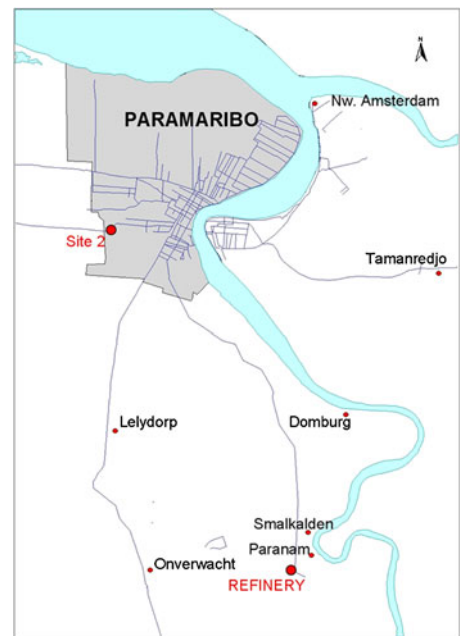 N
Nw. Amsterdam
PARAMARIBO
Site 2
Tamanredjo
Lelydorp
Domburg
Smalkalden
Paranam
Onverwacht
REFINERY